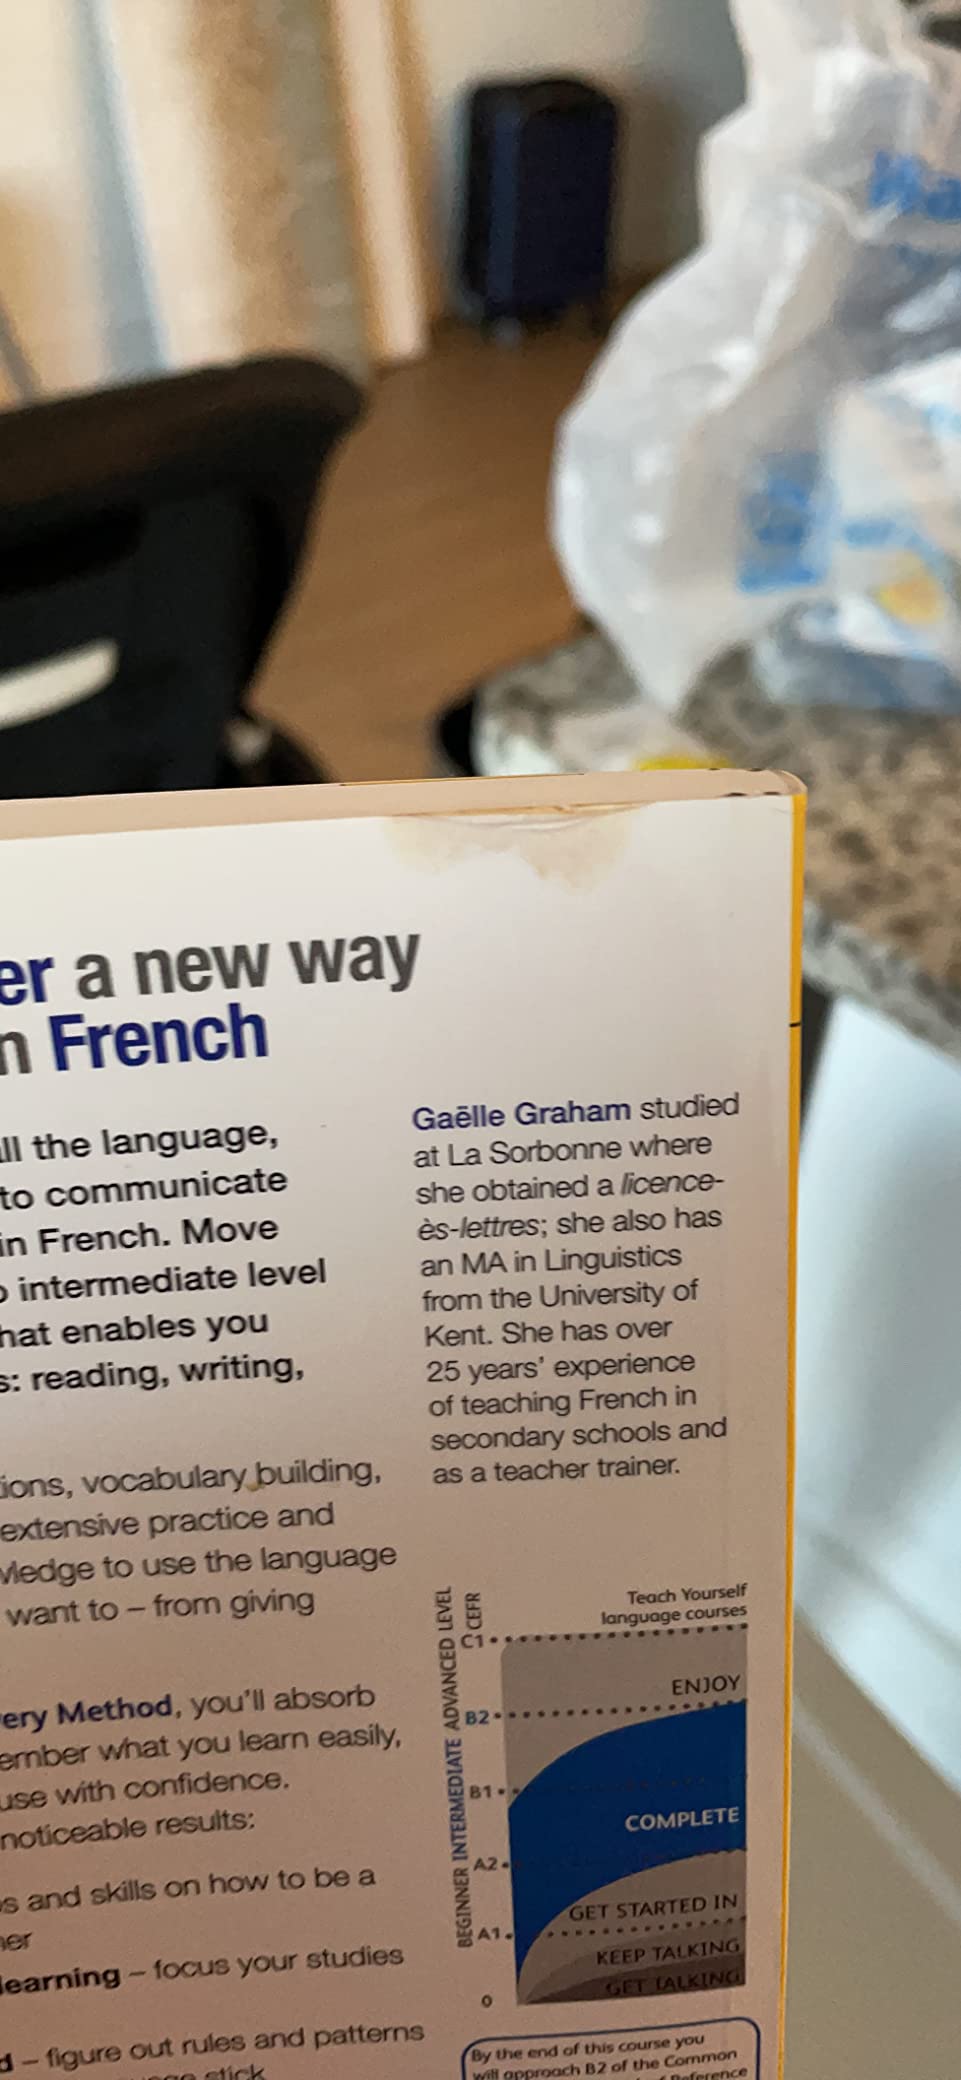 er a new way
n French
ll the language,
to communicate
in French. Move
o intermediate level
hat enables you
s: reading, writing,
tions, vocabulary building,
extensive practice and
wledge to use the language
want to – from giving
ery Method, you'll absorb
ember what you learn easily,
use with confidence.
noticeable results:
s and skills on how to be a
ner
learning – focus your studies
d – figure out rules and patterns
stick
Gaëlle Graham studied
at La Sorbonne where
she obtained a licence-
ès-lettres; she also has
an MA in Linguistics
from the University of
Kent. She has over
25 years' experience
of teaching French in
secondary schools and
as a teacher trainer.
BEGINNER INTERMEDIATE ADVANCED LEVEL
CEFR
Teach Yourself
language courses
C1
ENJOY
B2
B1
COMPLETE
A2
GET STARTED IN
A1
KEEP TALKING
GET TALKING
0
By the end of this course you
will approach B2 of the Common
Reference